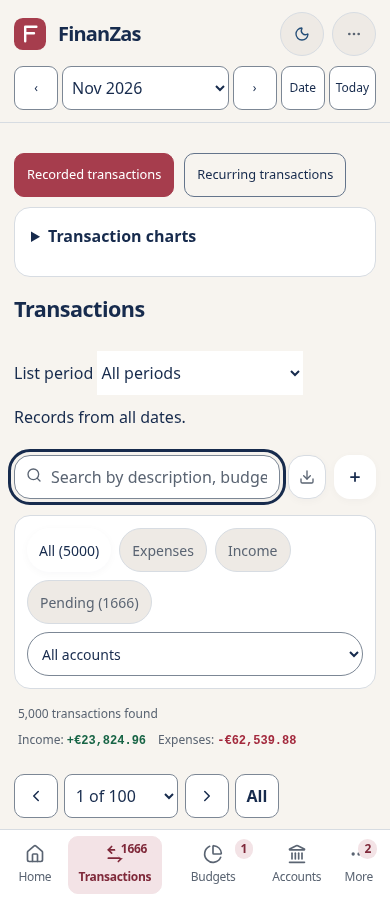 FinanZas
‹ Nov 2026 › Date Today
Recorded transactions Recurring transactions
Transaction charts
Transactions
List period All periods
Records from all dates.
Search by description, budge
All (5000) Expenses Income
Pending (1666)
All accounts
5,000 transactions found
Income: +€23,824.96 Expenses: -€62,539.88
1 of 100 All
1666 1 2
Home Transactions Budgets Accounts More